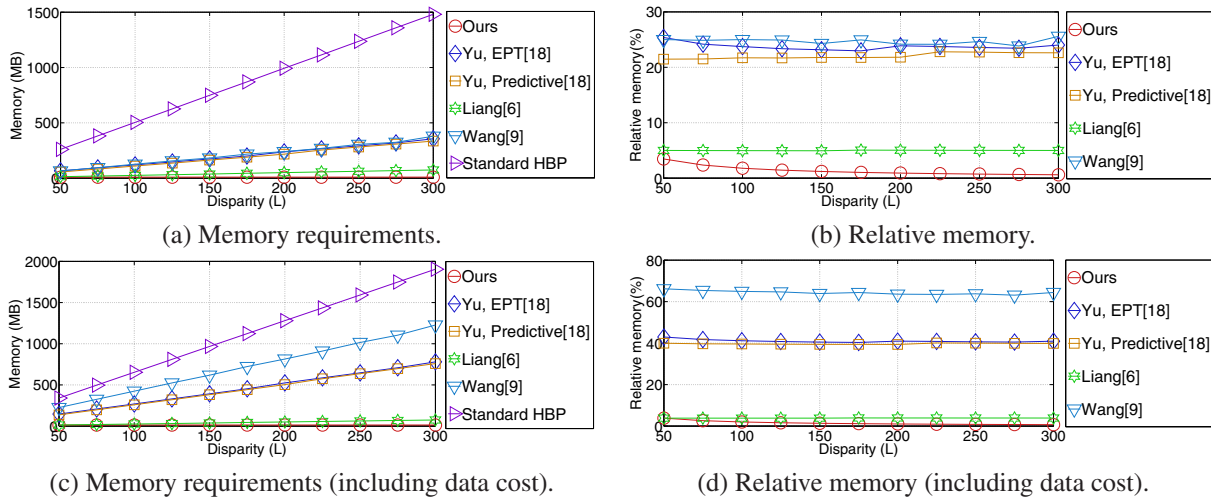 1500
1000
500
0
Memory (MB)
50 100 150 200 250 300
Disparity (L)
Ours
Yu, EPT[18]
Yu, Predictive[18]
Liang[6]
Wang[9]
Standard HBP
(a) Memory requirements.
30
20
10
0
Relative memory(%)
50 100 150 200 250 300
Disparity (L)
Ours
Yu, EPT[18]
Yu, Predictive[18]
Liang[6]
Wang[9]
(b) Relative memory.
2000
1500
1000
500
0
Memory (MB)
50 100 150 200 250 300
Disparity (L)
Ours
Yu, EPT[18]
Yu, Predictive[18]
Liang[6]
Wang[9]
Standard HBP
(c) Memory requirements (including data cost).
80
60
40
20
0
Relative memory(%)
50 100 150 200 250 300
Disparity (L)
Ours
Yu, EPT[18]
Yu, Predictive[18]
Liang[6]
Wang[9]
(d) Relative memory (including data cost).